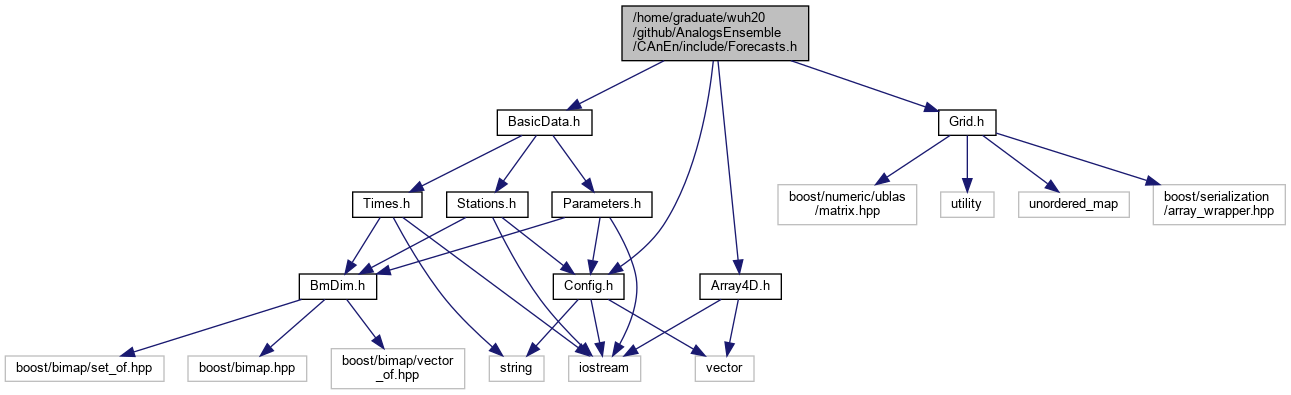 /home/graduate/wuh20
/github/AnalogsEnsemble
/CAnEn/include/Forecasts.h
BasicData.h
Grid.h
Times.h
Stations.h
Parameters.h
boost/numeric/ublas
/matrix.hpp
utility
unordered_map
boost/serialization
/array_wrapper.hpp
BmDim.h
Config.h
Array4D.h
boost/bimap/set_of.hpp
boost/bimap.hpp
boost/bimap/vector
_of.hpp
string
iostream
vector